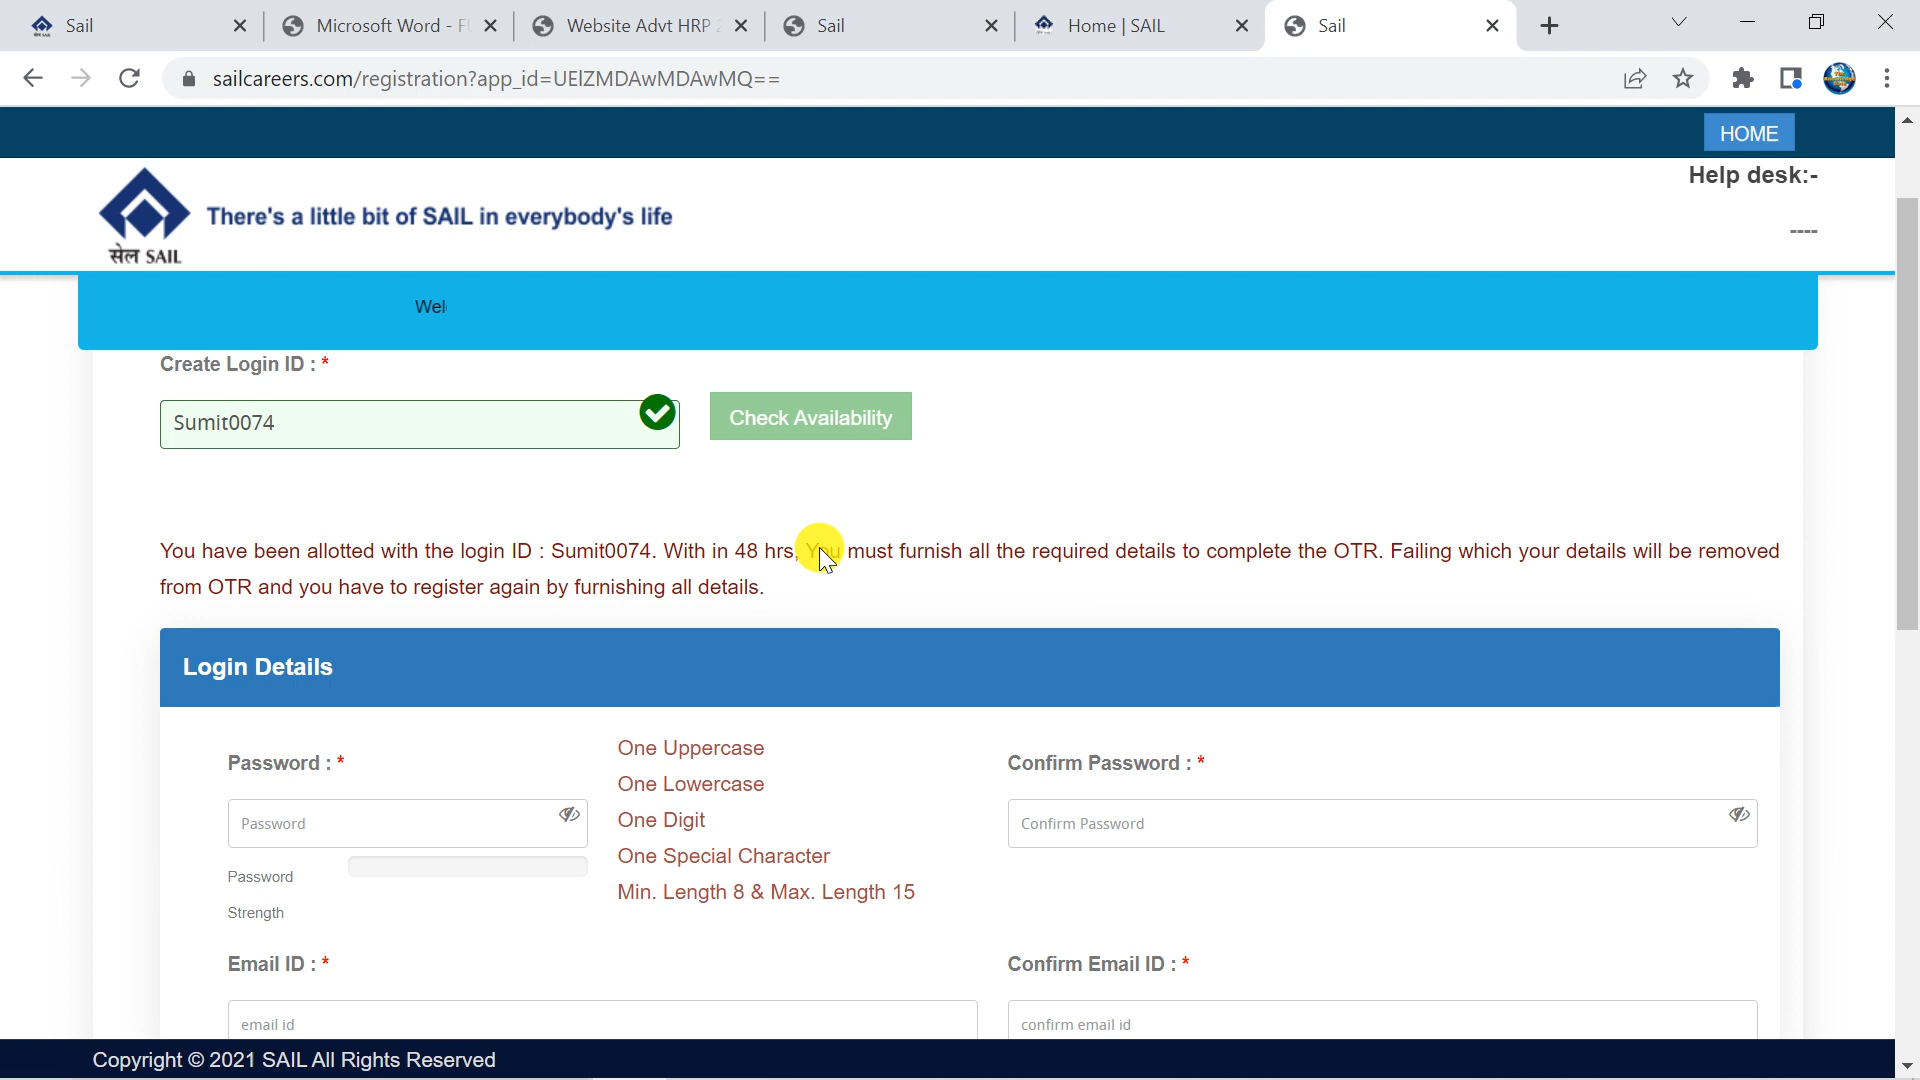 Sail
Microsoft Word - F
Website Advt HRP 2
Sail
Home | SAIL
Sail
sailcareers.com/registration?app_id=UElZMDAwMDAwMQ==
HOME
Help desk:-
----
There's a little bit of SAIL in everybody's life
सेल SAIL
Wel
Create Login ID : *
Sumit0074
Check Availability
You have been allotted with the login ID : Sumit0074. With in 48 hrs, You must furnish all the required details to complete the OTR. Failing which your details will be removed
from OTR and you have to register again by furnishing all details.
Login Details
Password : *
One Uppercase
One Lowercase
One Digit
One Special Character
Min. Length 8 & Max. Length 15
Password
Password
Strength
Confirm Password : *
Confirm Password
Email ID : *
email id
Confirm Email ID : *
confirm email id
Copyright © 2021 SAIL All Rights Reserved